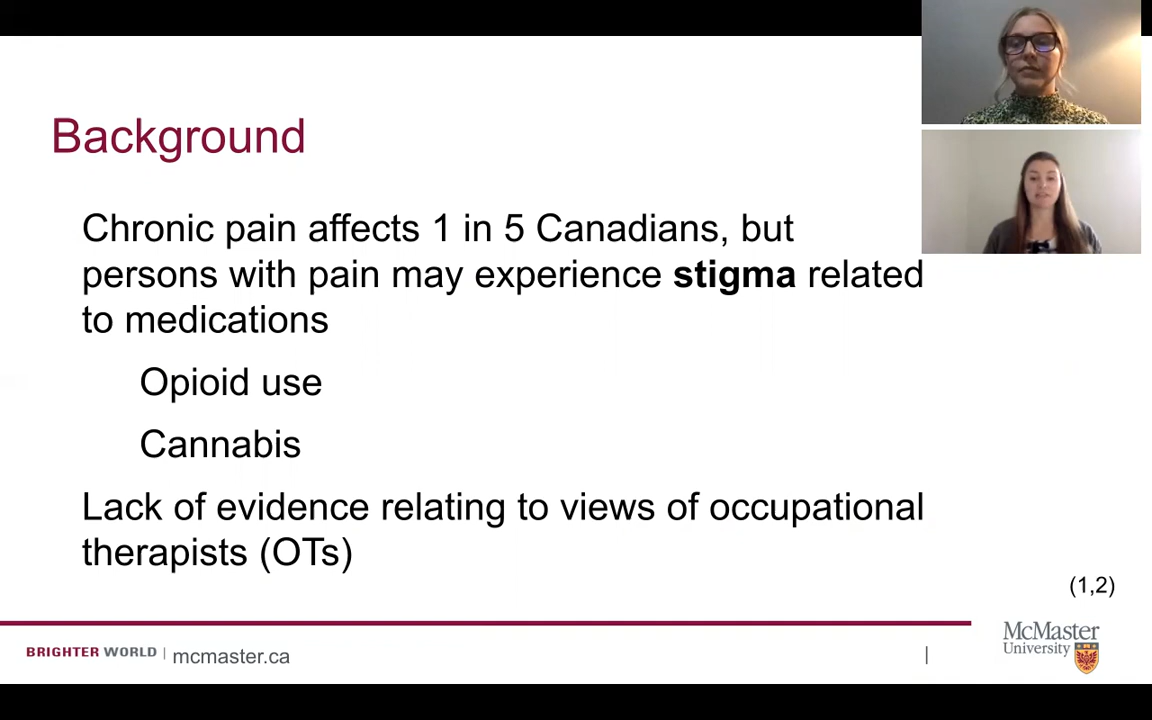 Background
Chronic pain affects 1 in 5 Canadians, but
persons with pain may experience stigma related
to medications
Opioid use
Cannabis
Lack of evidence relating to views of occupational
therapists (OTs)
(1,2)
BRIGHTER WORLD | mcmaster.ca
|
McMaster
University